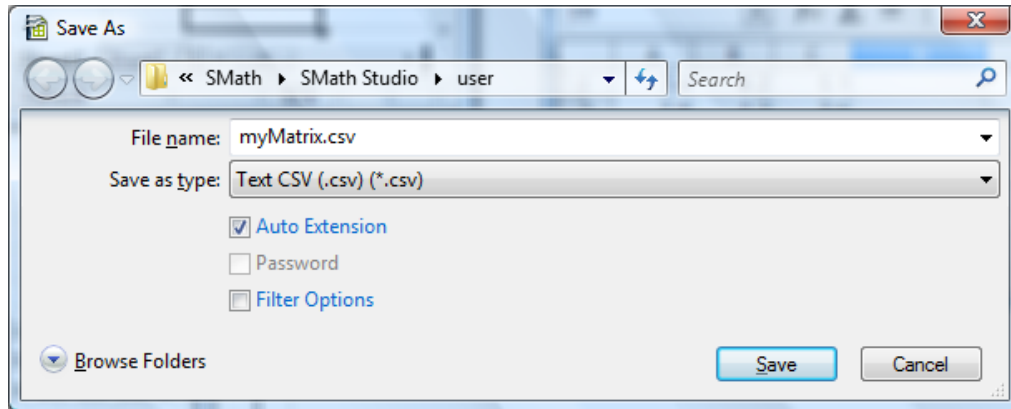 Save As
« SMath ▸ SMath Studio ▸ user
Search
File name: myMatrix.csv
Save as type: Text CSV (.csv) (*.csv)
Auto Extension
Password
Filter Options
Browse Folders
Save
Cancel